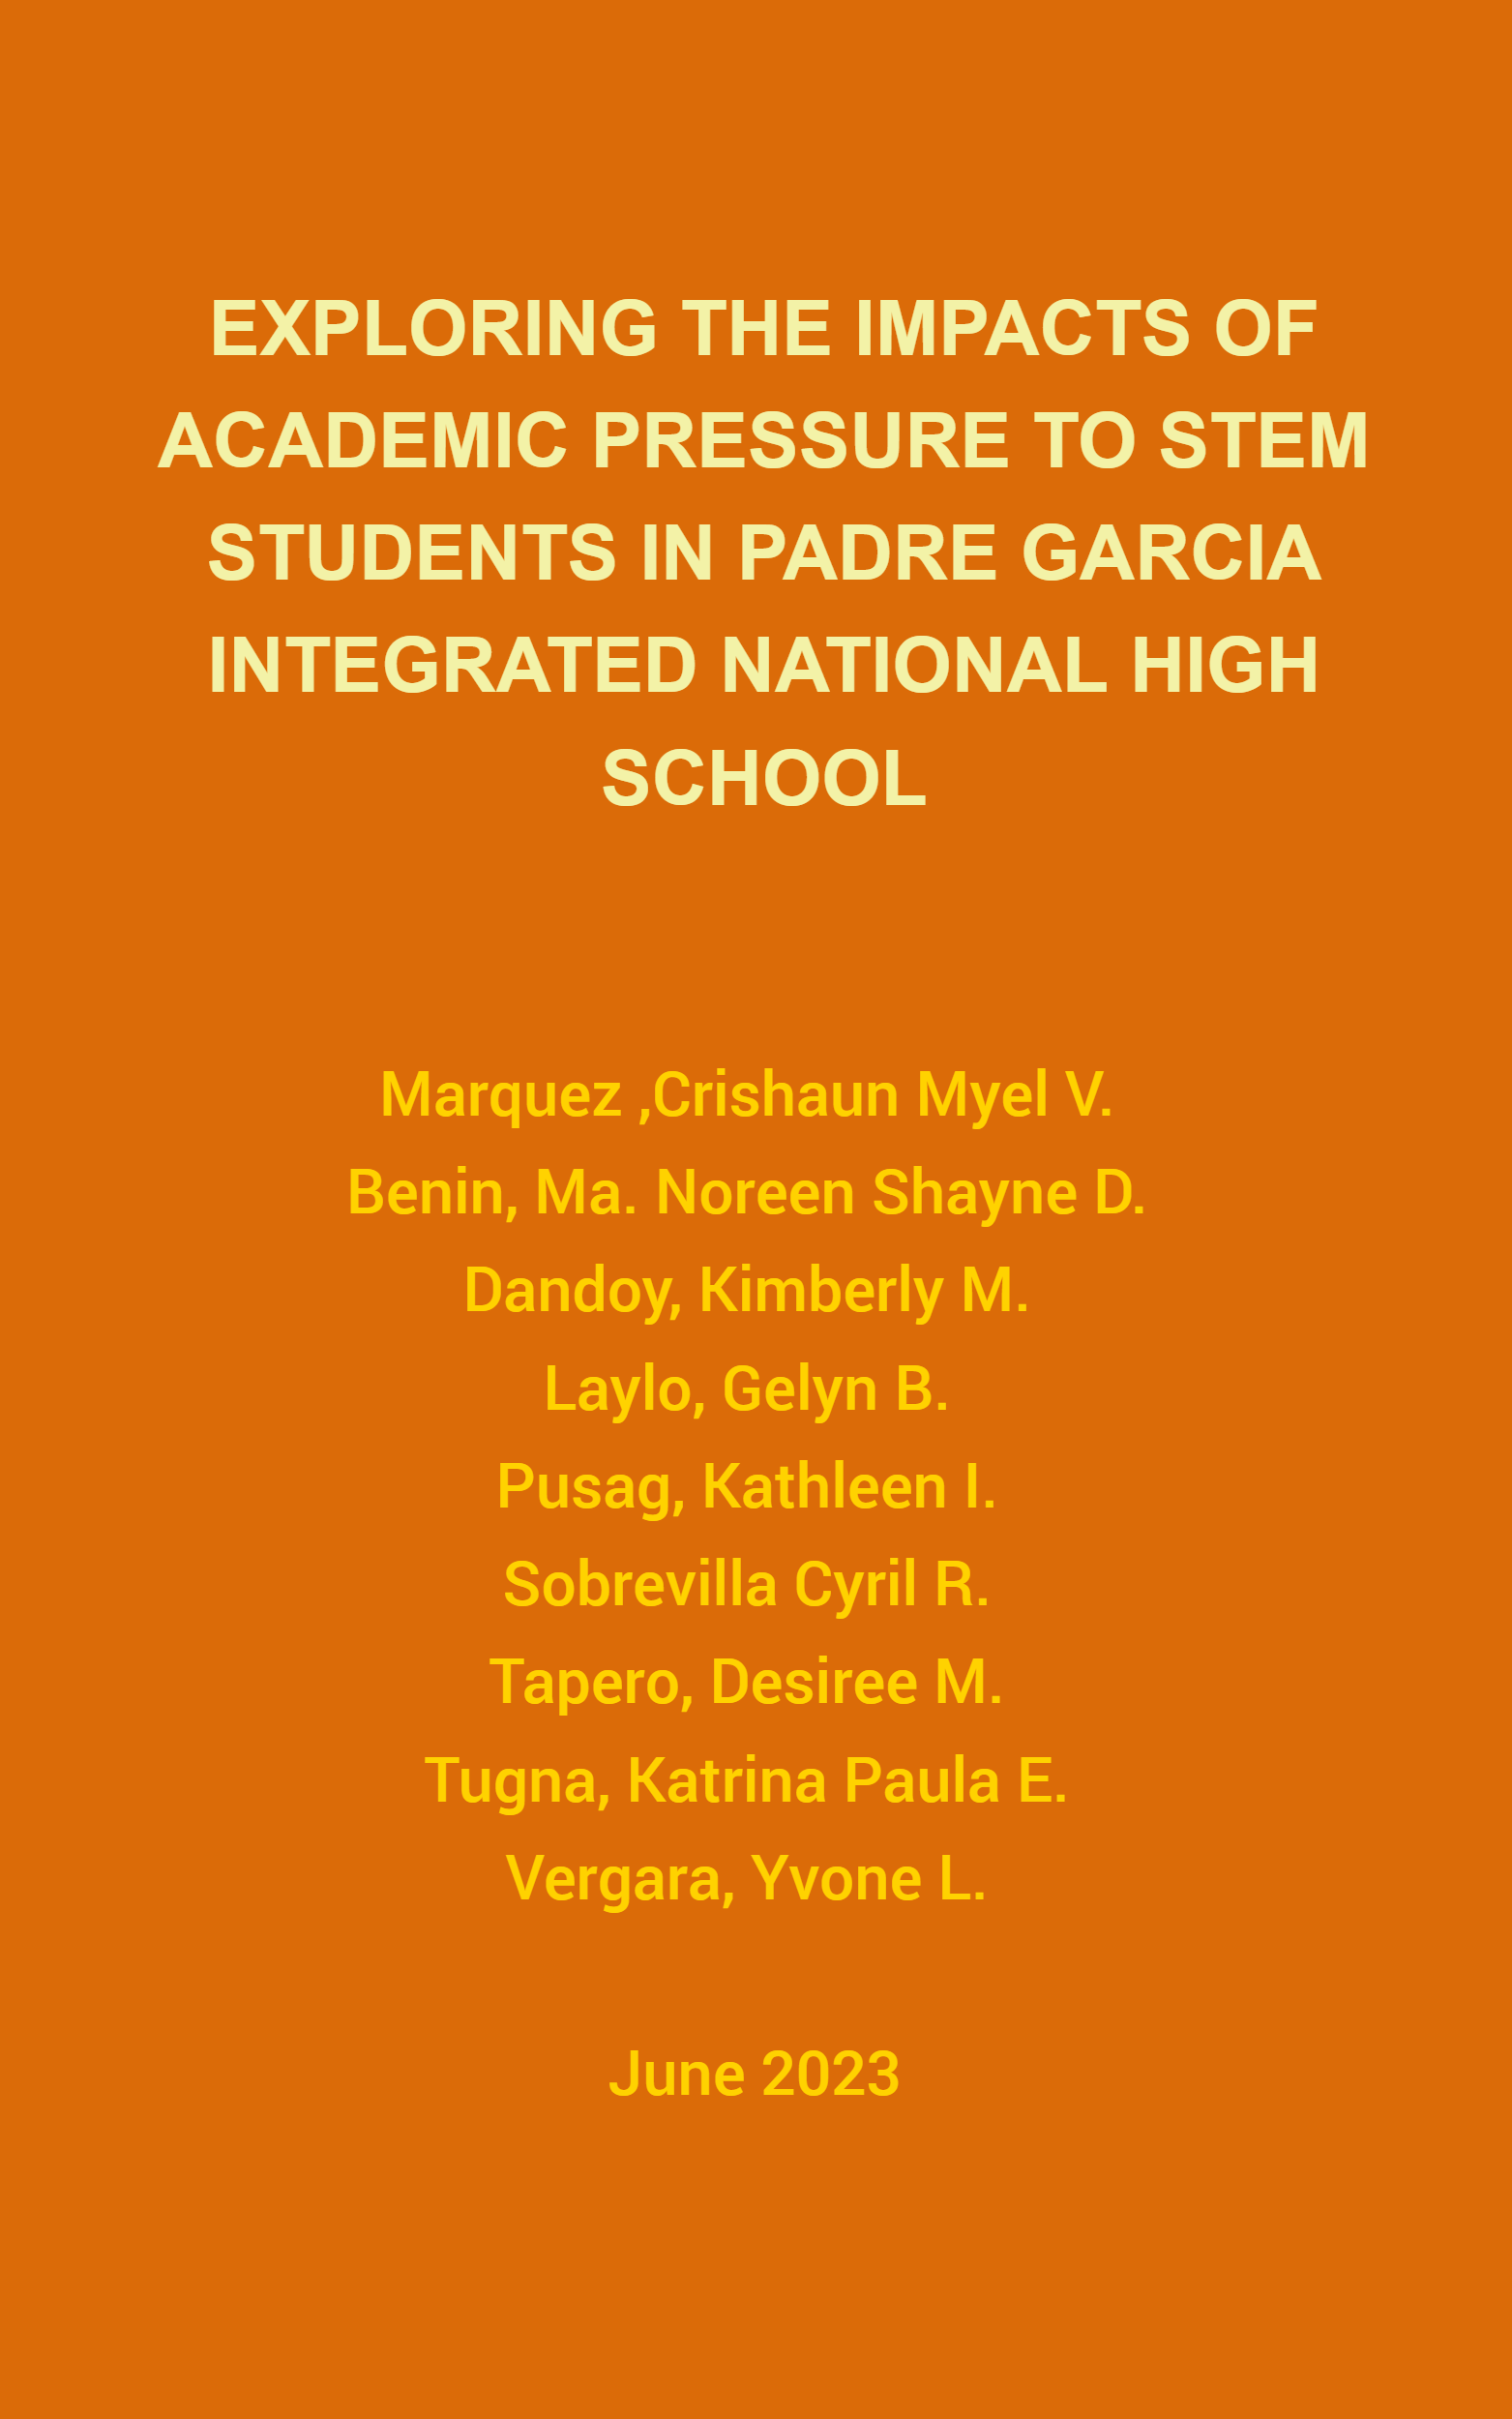 EXPLORING THE IMPACTS OF
ACADEMIC PRESSURE TO STEM
STUDENTS IN PADRE GARCIA
INTEGRATED NATIONAL HIGH
SCHOOL
Marquez ,Crishaun Myel V.
Benin, Ma. Noreen Shayne D.
Dandoy, Kimberly M.
Laylo, Gelyn B.
Pusag, Kathleen I.
Sobrevilla Cyril R.
Tapero, Desiree M.
Tugna, Katrina Paula E.
Vergara, Yvone L.
June 2023